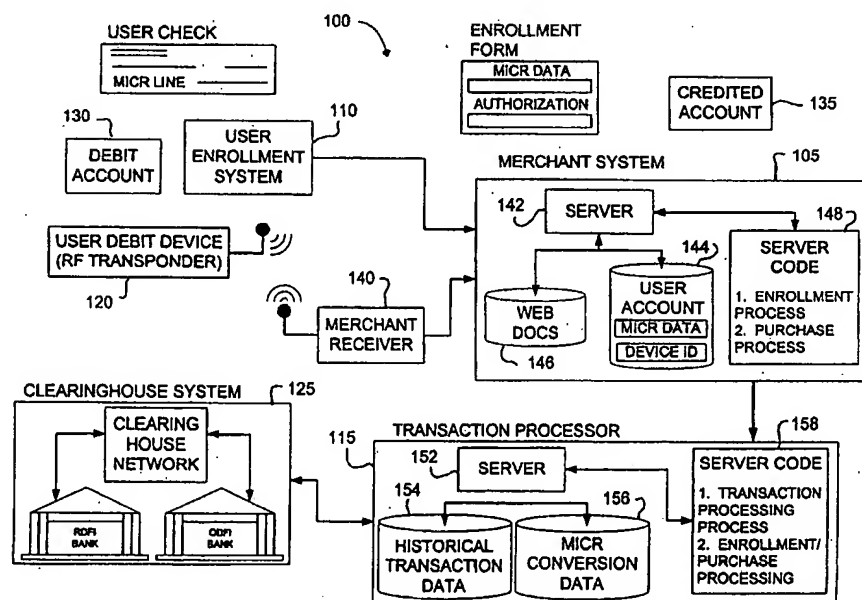 USER CHECK
MICR LINE
100
ENROLLMENT
FORM
MICR DATA
AUTHORIZATION
CREDITED
ACCOUNT
135
130
DEBIT
ACCOUNT
110
USER
ENROLLMENT
SYSTEM
MERCHANT SYSTEM
105
142
SERVER
148
SERVER
CODE
1. ENROLLMENT
PROCESS
2. PURCHASE
PROCESS
144
USER
ACCOUNT
MICR DATA
DEVICE ID
WEB
DOCS
146
USER DEBIT DEVICE
(RF TRANSPONDER)
120
140
MERCHANT
RECEIVER
CLEARINGHOUSE SYSTEM
125
CLEARING
HOUSE
NETWORK
RDFI
BANK
ODFI
BANK
TRANSACTION PROCESSOR
115
152
SERVER
154
HISTORICAL
TRANSACTION
DATA
156
MICR
CONVERSION
DATA
158
SERVER CODE
1. TRANSACTION
PROCESSING
PROCESS
2. ENROLLMENT/
PURCHASE
PROCESSING